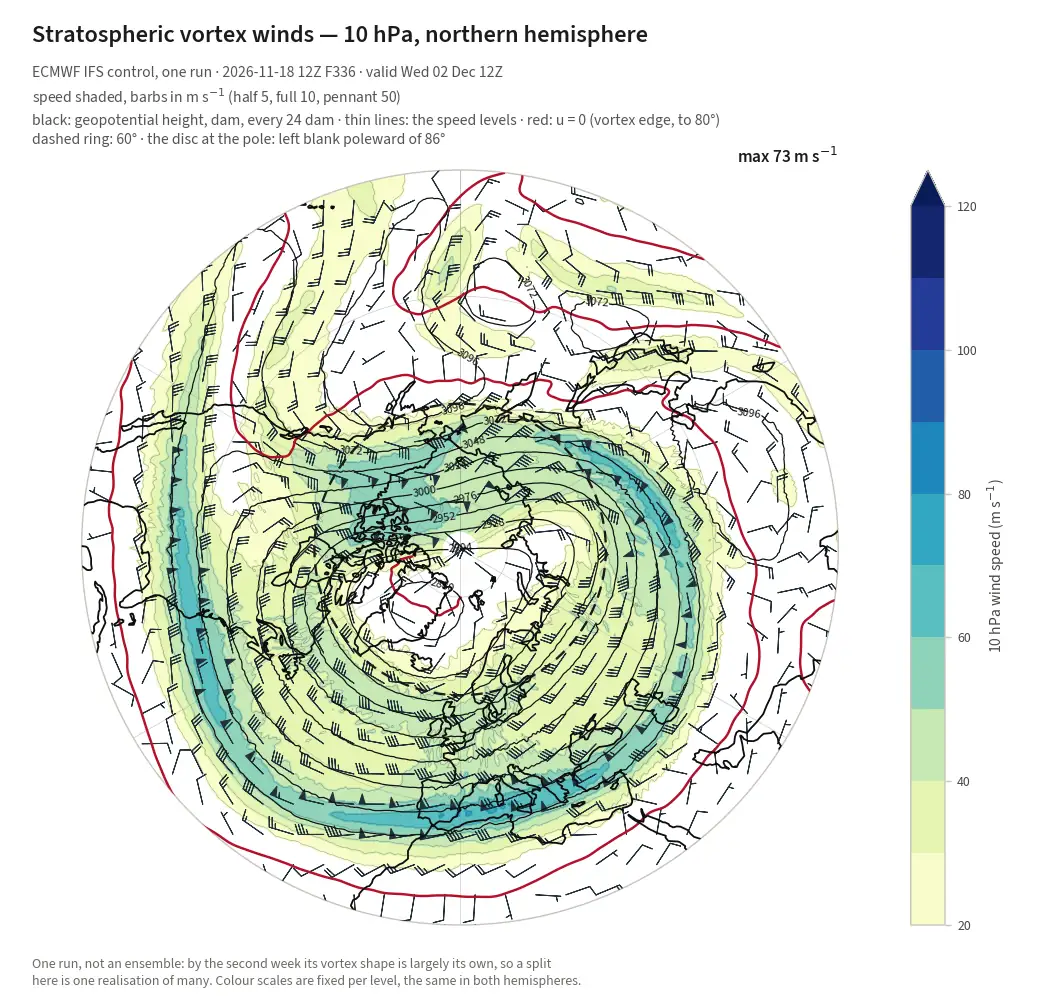 Stratospheric vortex winds — 10 hPa, northern hemisphere
ECMWF IFS control, one run · 2026-11-18 12Z F336 · valid Wed 02 Dec 12Z
speed shaded, barbs in m s⁻¹ (half 5, full 10, pennant 50)
black: geopotential height, dam, every 24 dam · thin lines: the speed levels · red: u = 0 (vortex edge, to 80°)
dashed ring: 60° · the disc at the pole: left blank poleward of 86°
max 73 m s⁻¹
120
100
80
60
40
20
10 hPa wind speed (m s⁻¹)
3072
3072
3096
3096
3096
3072
3048
3000
2976
2952
One run, not an ensemble: by the second week its vortex shape is largely its own, so a split
here is one realisation of many. Colour scales are fixed per level, the same in both hemispheres.